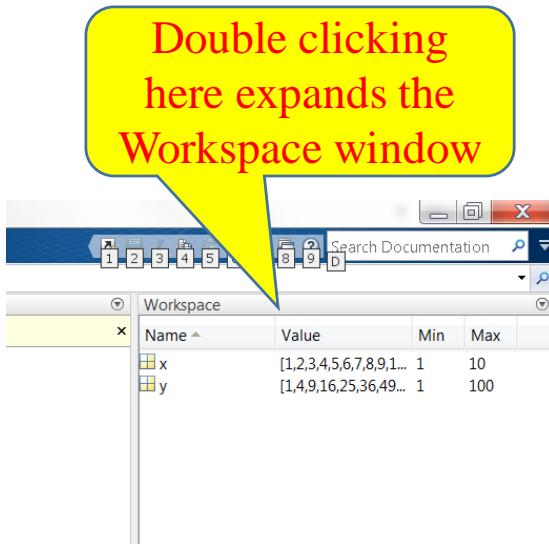 Double clicking
here expands the
Workspace window
Search Documentation
1 2 3 4 5 8 9 D
Workspace
Name Value Min Max
x [1,2,3,4,5,6,7,8,9,1... 1 10
y [1,4,9,16,25,36,49... 1 100